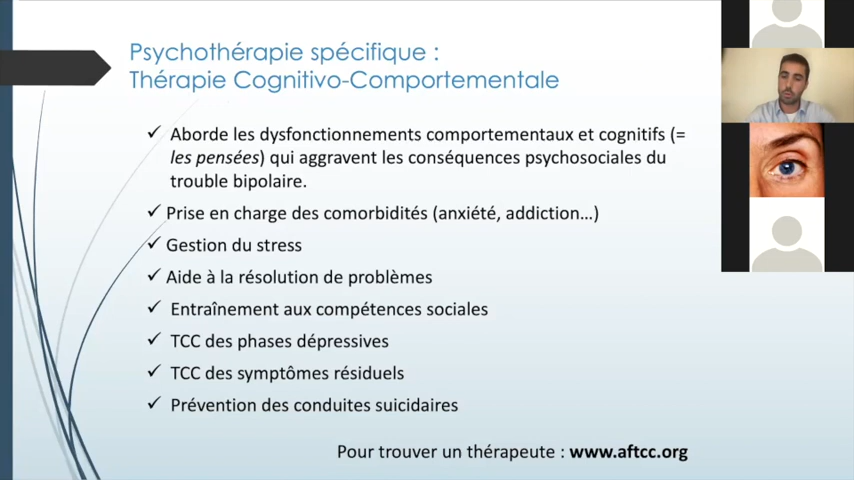 Psychothérapie spécifique :
Thérapie Cognitivo-Comportementale
✓ Aborde les dysfonctionnements comportementaux et cognitifs (=
les pensées) qui aggravent les conséquences psychosociales du
trouble bipolaire.
✓ Prise en charge des comorbidités (anxiété, addiction…)
✓ Gestion du stress
✓ Aide à la résolution de problèmes
✓ Entraînement aux compétences sociales
✓ TCC des phases dépressives
✓ TCC des symptômes résiduels
✓ Prévention des conduites suicidaires
Pour trouver un thérapeute : www.aftcc.org